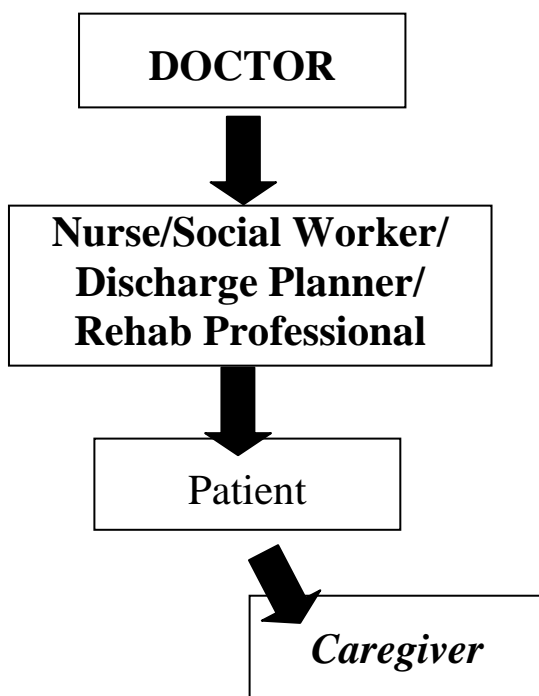 DOCTOR
Nurse/Social Worker/
Discharge Planner/
Rehab Professional
Patient
Caregiver